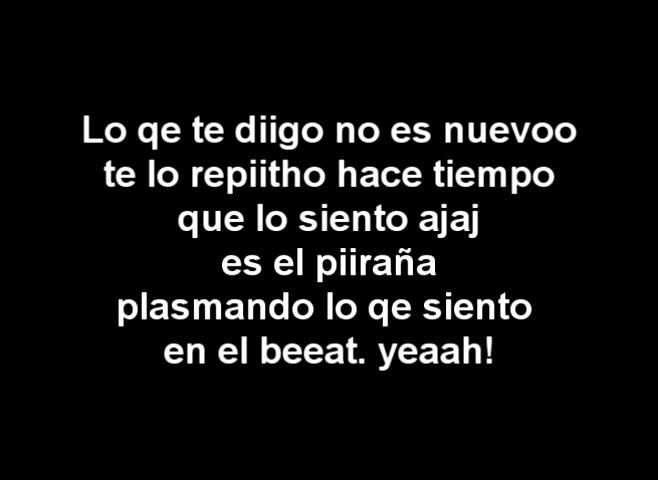 Lo qe te diigo no es nuevoo
te lo repiitho hace tiempo
que lo siento ajaj
es el piiraña
plasmando lo qe siento
en el beeat. yeaah!